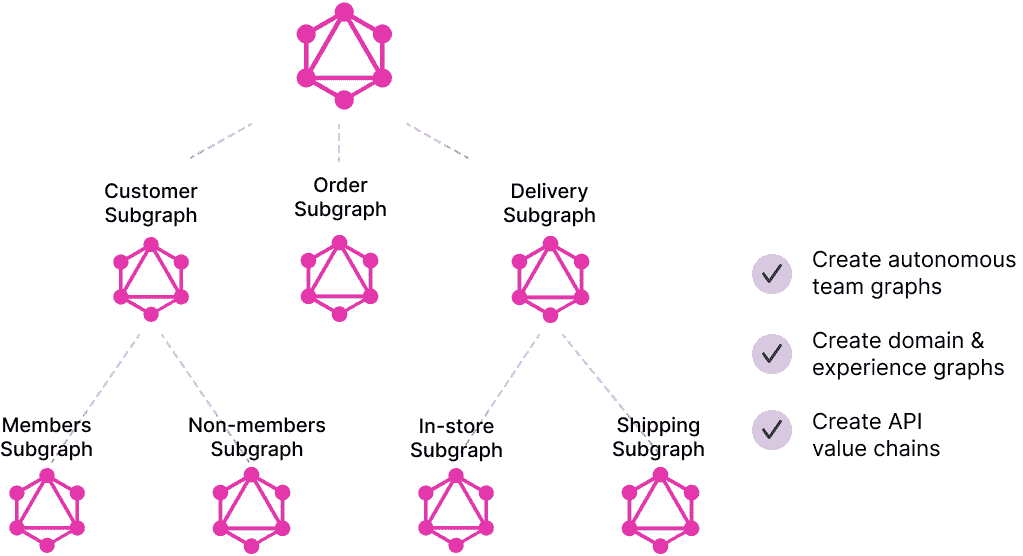 Customer
Subgraph
Order
Subgraph
Delivery
Subgraph
Members
Subgraph
Non-members
Subgraph
In-store
Subgraph
Shipping
Subgraph
Create autonomous
team graphs
Create domain &
experience graphs
Create API
value chains